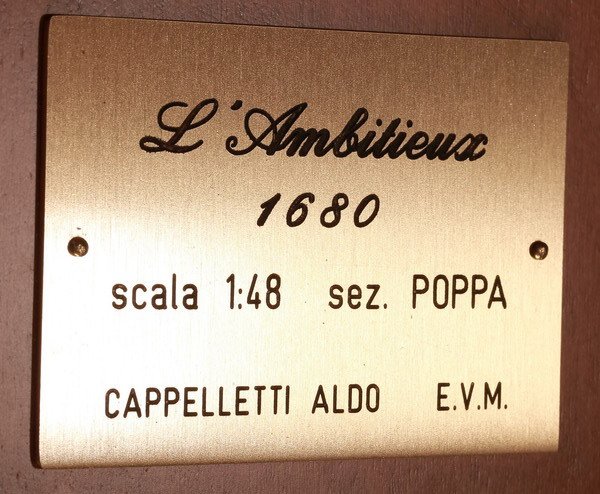 L'Ambitieux
1680
scala 1:48 sez. POPPA
CAPPELLETTI ALDO E.V.M.